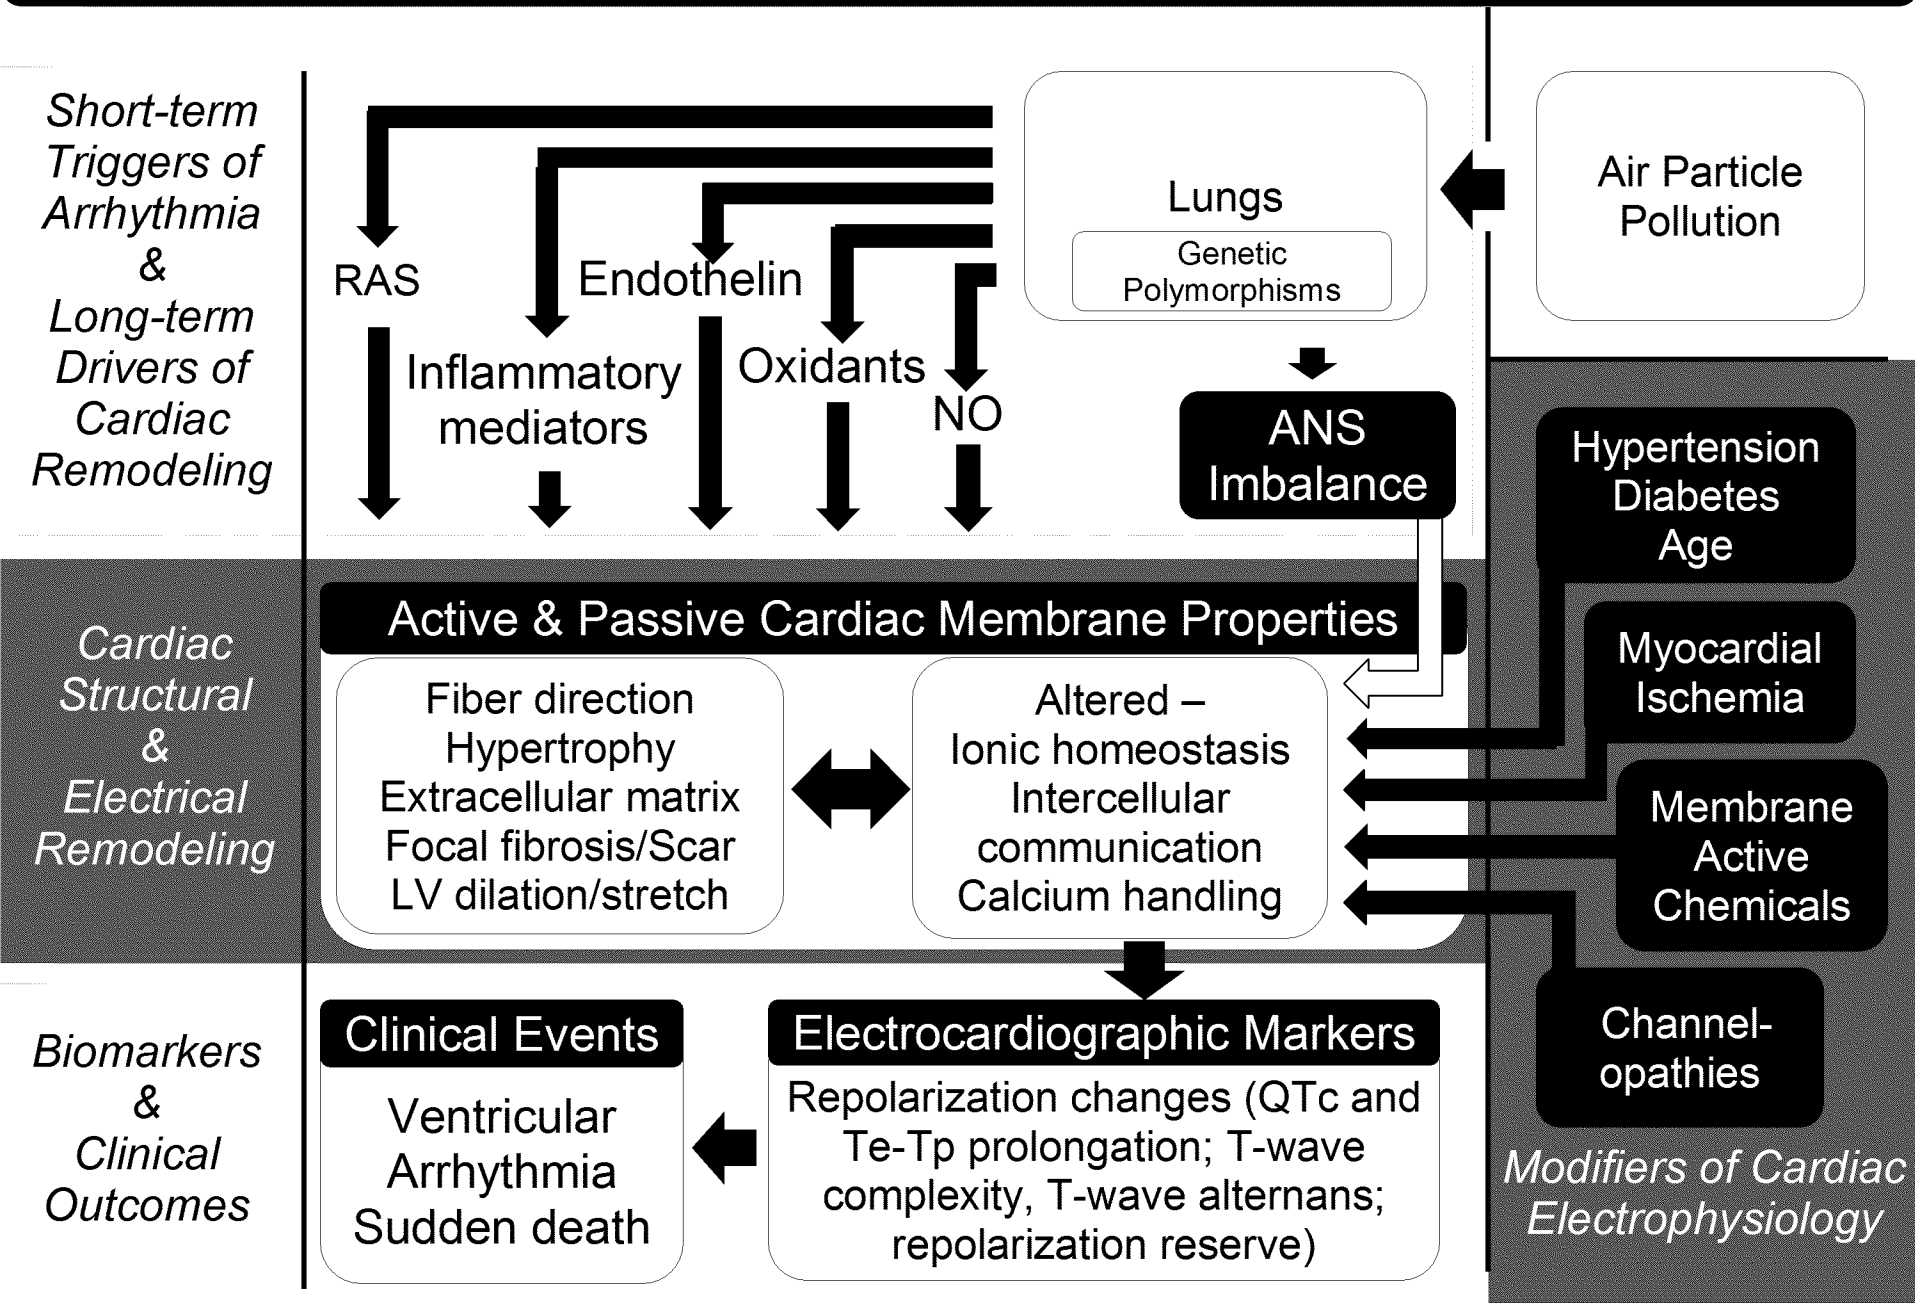 Short-term
Triggers of
Arrhythmia
&
Long-term
Drivers of
Cardiac
Remodeling
RAS
Inflammatory
mediators
Endothelin
Oxidants
NO
Lungs
Genetic
Polymorphisms
Air Particle
Pollution
ANS
Imbalance
Hypertension
Diabetes
Age
Myocardial
Ischemia
Membrane
Active
Chemicals
Channel-
opathies
Modifiers of Cardiac
Electrophysiology
Cardiac
Structural
&
Electrical
Remodeling
Active & Passive Cardiac Membrane Properties
Fiber direction
Hypertrophy
Extracellular matrix
Focal fibrosis/Scar
LV dilation/stretch
Altered –
Ionic homeostasis
Intercellular
communication
Calcium handling
Biomarkers
&
Clinical
Outcomes
Clinical Events
Ventricular
Arrhythmia
Sudden death
Electrocardiographic Markers
Repolarization changes (QTc and
Te-Tp prolongation; T-wave
complexity, T-wave alternans;
repolarization reserve)